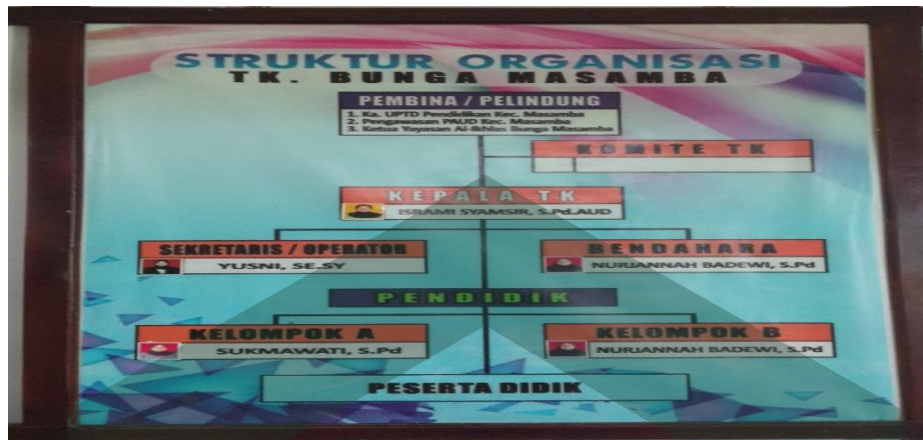 STRUKTUR ORGANISASI
TK. BUNGA MASAMBA
PEMBINA / PELINDUNG
1. Ka. UPTD Pendidikan Kec. Masamba
2. Pengawasan PAUD Kec. Masamba
3. Ketua Yayasan Al-Ikhlas Bunga Masamba
KOMITE TK
KEPALA TK
ISRAMI SYAMSIR, S.Pd.AUD
SEKRETARIS / OPERATOR
YUSNI, SE.SY
BENDAHARA
NURJANNAH BADEWI, S.Pd
PENDIDIK
KELOMPOK A
SUKMAWATI, S.Pd
KELOMPOK B
NURJANNAH BADEWI, S.Pd
PESERTA DIDIK